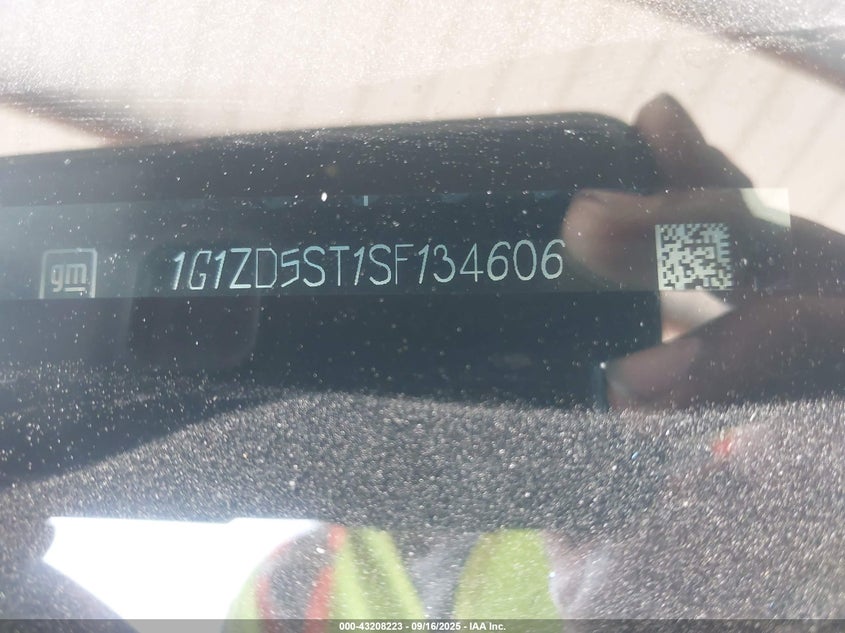 gm 1G1ZD5ST1SF134606
000-43208223 - 09/16/2025 - IAA Inc.